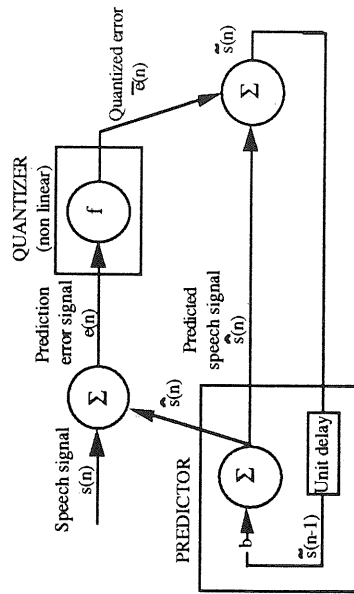 QUANTIZER
(non linear)
f
Quantized error
e̅(n)
Prediction
error signal
e(n)
Σ
Speech signal
s(n)
ŝ(n)
Predicted
speech signal
ŝ(n)
Σ
s̃(n)
PREDICTOR
Σ
b
Unit delay
s̃(n-1)